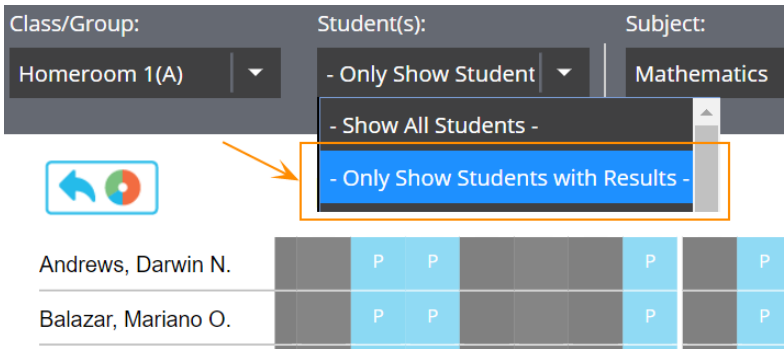 Class/Group: Student(s): Subject:
Homeroom 1(A) - Only Show Student Mathematics
- Show All Students -
- Only Show Students with Results -
Andrews, Darwin N. P P P P
Balazar, Mariano O. P P P P